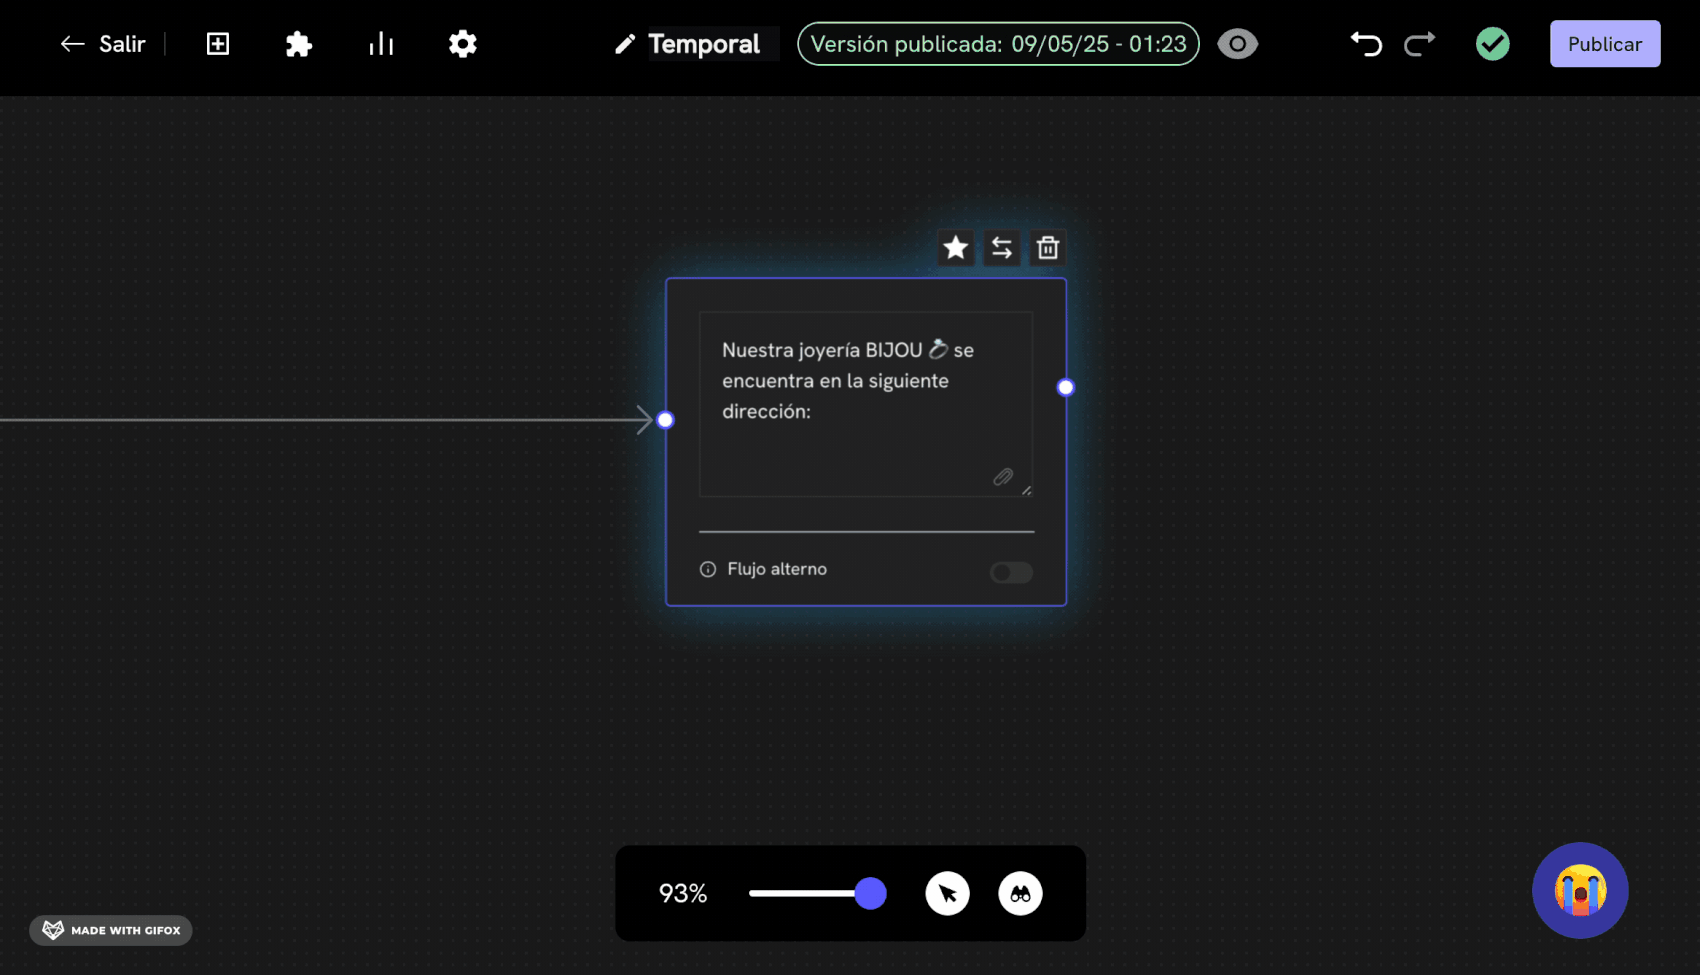 Salir
Temporal
Versión publicada: 09/05/25 - 01:23
Publicar
Nuestra joyería BIJOU 💍 se
encuentra en la siguiente
dirección:
Flujo alterno
93%
MADE WITH GIFOX